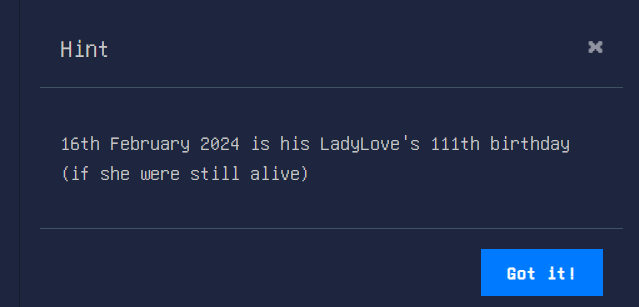 Hint
16th February 2024 is his LadyLove's 111th birthday
(if she were still alive)
Got it!